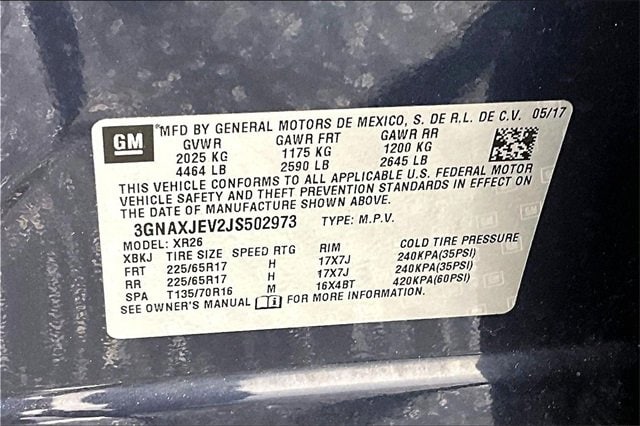 GM
*MFD BY GENERAL MOTORS DE MEXICO, S. DE R.L. DE C.V. 05/17
GVWR GAWR FRT GAWR RR
2025 KG 1175 KG 1200 KG
4464 LB 2590 LB 2645 LB
THIS VEHICLE CONFORMS TO ALL APPLICABLE U.S. FEDERAL MOTOR
VEHICLE SAFETY AND THEFT PREVENTION STANDARDS IN EFFECT ON
THE DATE OF MANUFACTURE SHOWN ABOVE.
3GNAXJEV2JS502973 TYPE: M.P.V.
MODEL: XR26
XBKJ TIRE SIZE SPEED RTG RIM COLD TIRE PRESSURE
FRT 225/65R17 H 17X7J 240KPA(35PSI)
RR 225/65R17 H 17X7J 240KPA(35PSI)
SPA T135/70R16 M 16X4BT 420KPA(60PSI)
SEE OWNER'S MANUAL i FOR MORE INFORMATION.